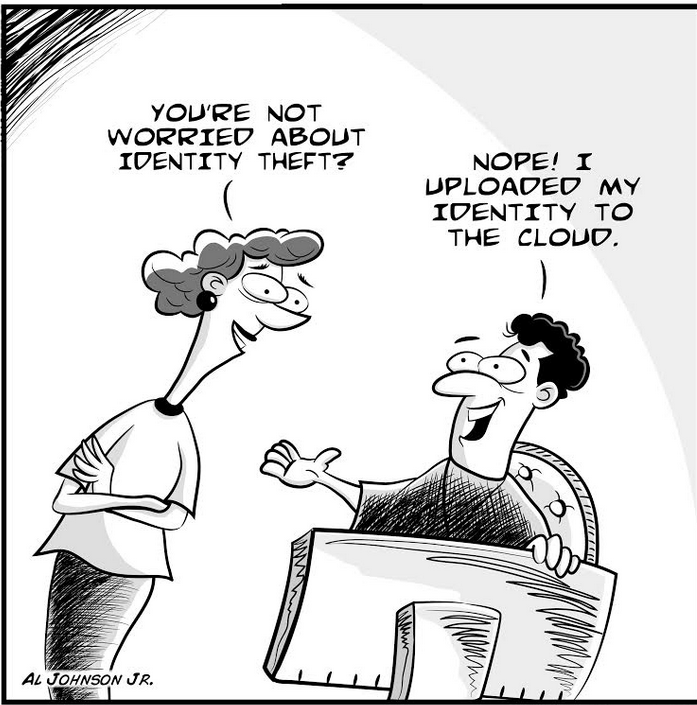 YOU'RE NOT
WORRIED ABOUT
IDENTITY THEFT?
NOPE! I
UPLOADED MY
IDENTITY TO
THE CLOUD.
AL JOHNSON JR.